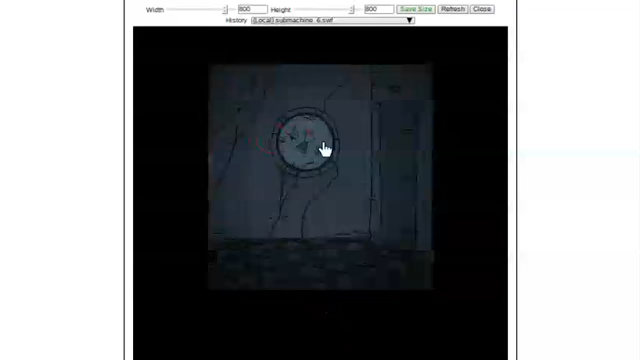 Width 800 Height 800 Save Size Refresh Close
History (Local) submachine_6.swf